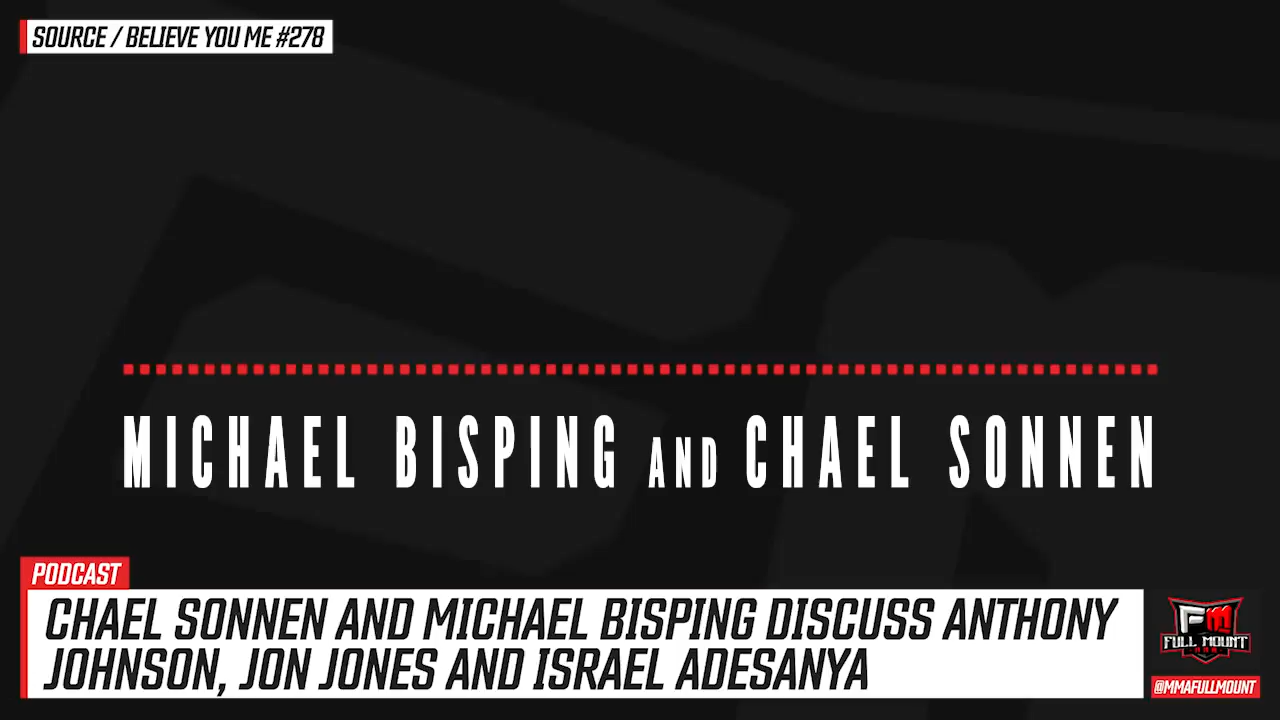 SOURCE / BELIEVE YOU ME #278
MICHAEL BISPING AND CHAEL SONNEN
PODCAST
CHAEL SONNEN AND MICHAEL BISPING DISCUSS ANTHONY
JOHNSON, JON JONES AND ISRAEL ADESANYA
FM
FULL MOUNT
@MMAFULLMOUNT